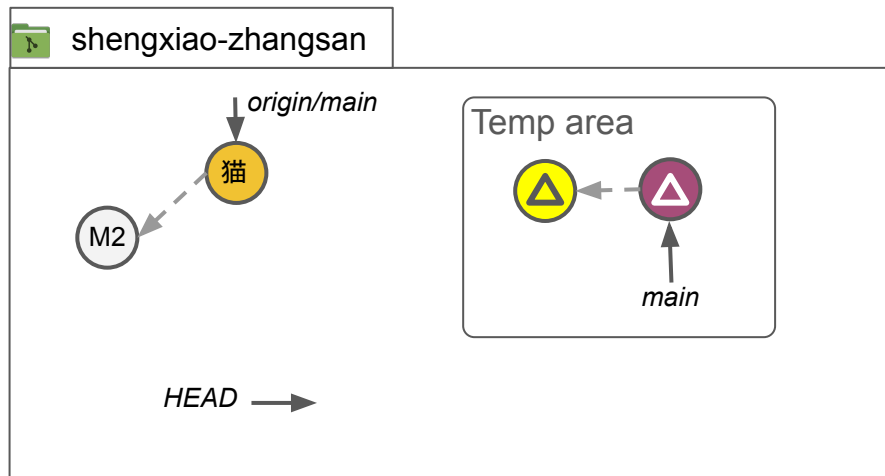 shengxiao-zhangsan
origin/main
Temp area
猫
M2
main
HEAD